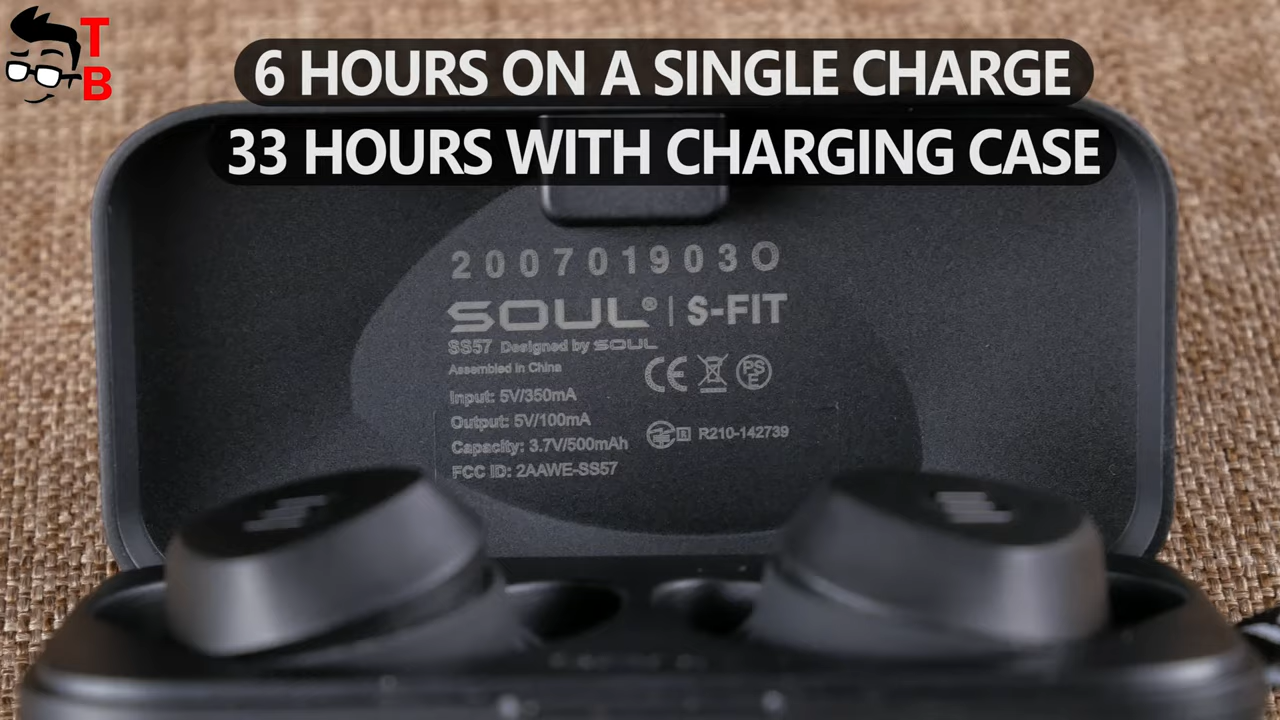 T
B
6 HOURS ON A SINGLE CHARGE
33 HOURS WITH CHARGING CASE
2007019030
SOUL® | S-FIT
SS57 Designed by SOUL
Assembled in China
CE PSE
Input: 5V/350mA
Output: 5V/100mA
Capacity: 3.7V/500mAh
R R210-142739
FCC ID: 2AAWE-SS57